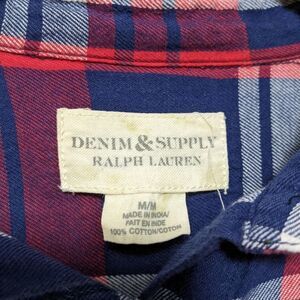 DENIM & SUPPLY
RALPH LAUREN
M/M
MADE IN INDIA/
FAIT EN INDE
100% COTTON/COTON